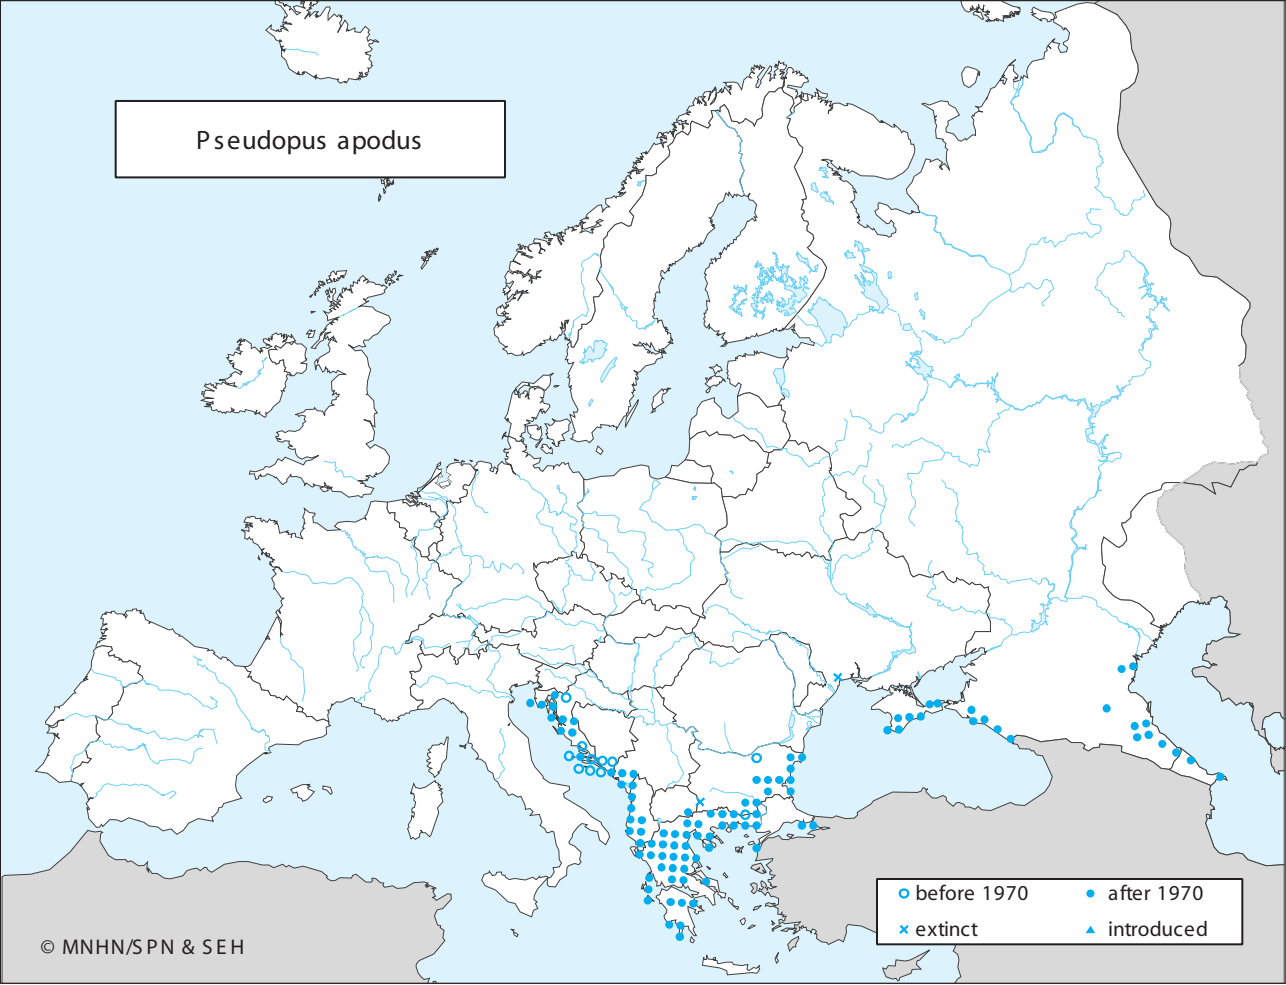 Pseudopus apodus
before 1970
after 1970
extinct
introduced
© MNHN/SPN & SEH